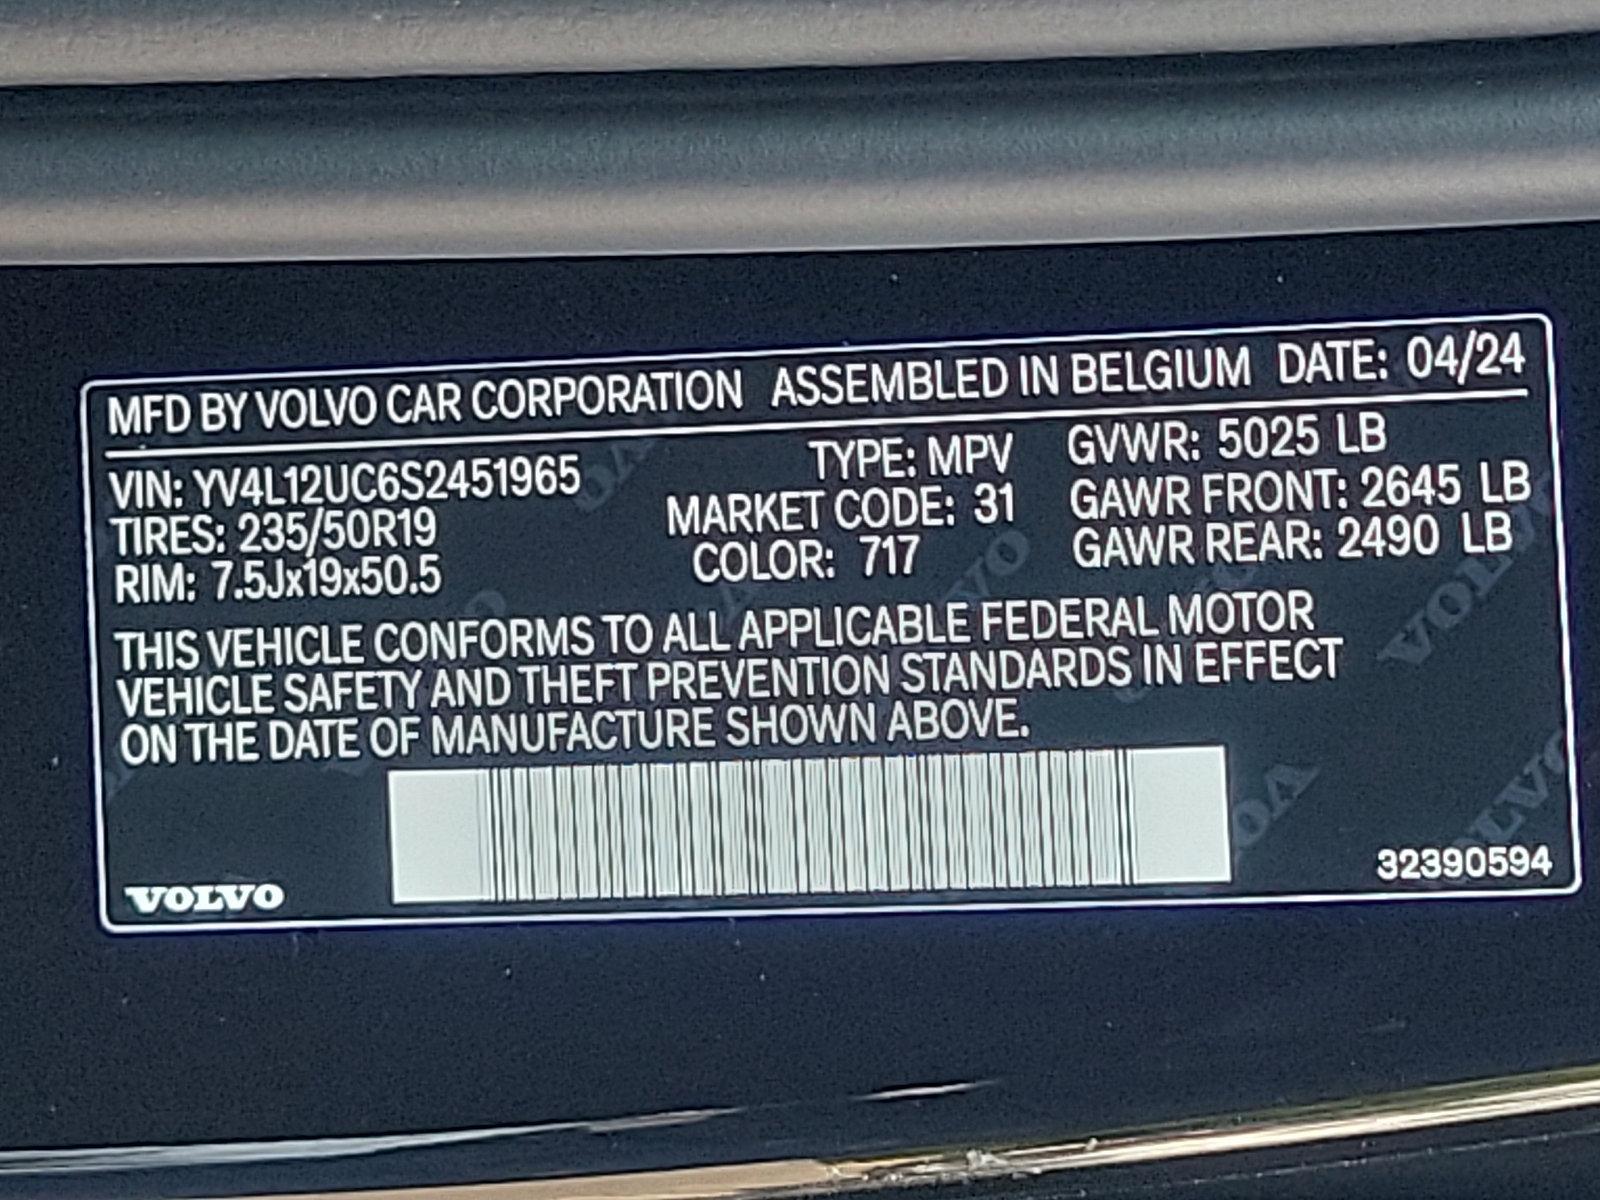 MFD BY VOLVO CAR CORPORATION ASSEMBLED IN BELGIUM DATE: 04/24
VIN: YV4L12UC6S2451965 TYPE: MPV GVWR: 5025 LB
TIRES: 235/50R19 MARKET CODE: 31 GAWR FRONT: 2645 LB
RIM: 7.5Jx19x50.5 COLOR: 717 GAWR REAR: 2490 LB
THIS VEHICLE CONFORMS TO ALL APPLICABLE FEDERAL MOTOR
VEHICLE SAFETY AND THEFT PREVENTION STANDARDS IN EFFECT
ON THE DATE OF MANUFACTURE SHOWN ABOVE.
VOLVO 32390594